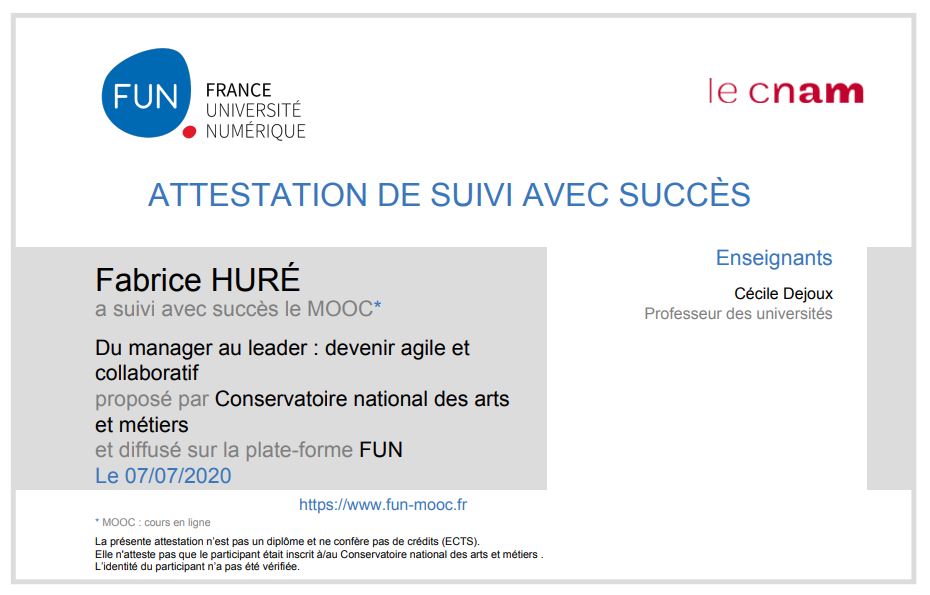 FUN
FRANCE
UNIVERSITÉ
NUMÉRIQUE
le cnam
ATTESTATION DE SUIVI AVEC SUCCÈS
Fabrice HURÉ
a suivi avec succès le MOOC*
Du manager au leader : devenir agile et
collaboratif
proposé par Conservatoire national des arts
et métiers
et diffusé sur la plate-forme FUN
Le 07/07/2020
Enseignants
Cécile Dejoux
Professeur des universités
https://www.fun-mooc.fr
* MOOC : cours en ligne
La présente attestation n'est pas un diplôme et ne confère pas de crédits (ECTS).
Elle n'atteste pas que le participant était inscrit à/au Conservatoire national des arts et métiers .
L'identité du participant n'a pas été vérifiée.